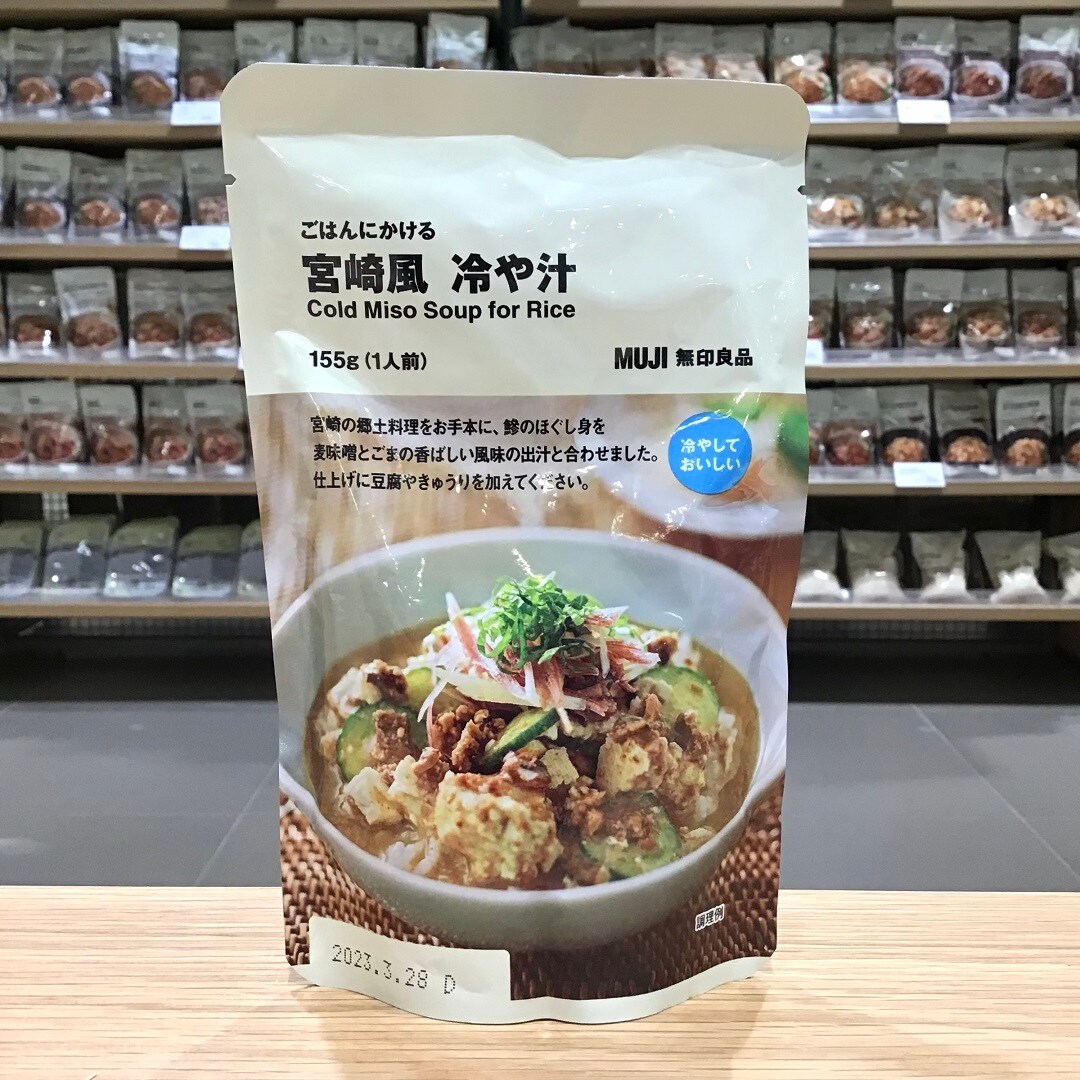 ごはんにかける
宮崎風 冷や汁
Cold Miso Soup for Rice
155g (1人前)
MUJI 無印良品
宮崎の郷土料理をお手本に、鯵のほぐし身を
麦味噌とごまの香ばしい風味の出汁と合わせました。
仕上げに豆腐やきゅうりを加えてください。
冷やして
おいしい
調理例
2023.3.28 D